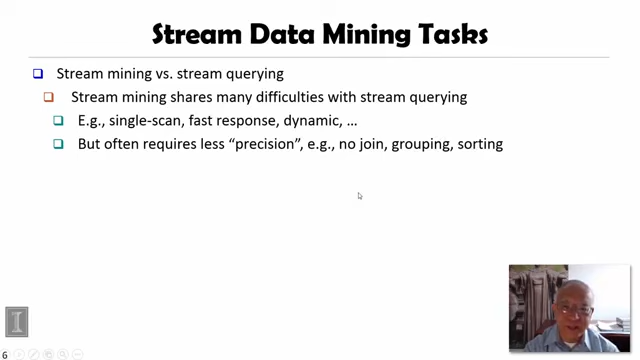 Stream Data Mining Tasks
Stream mining vs. stream querying
Stream mining shares many difficulties with stream querying
E.g., single-scan, fast response, dynamic, …
But often requires less “precision”, e.g., no join, grouping, sorting
6